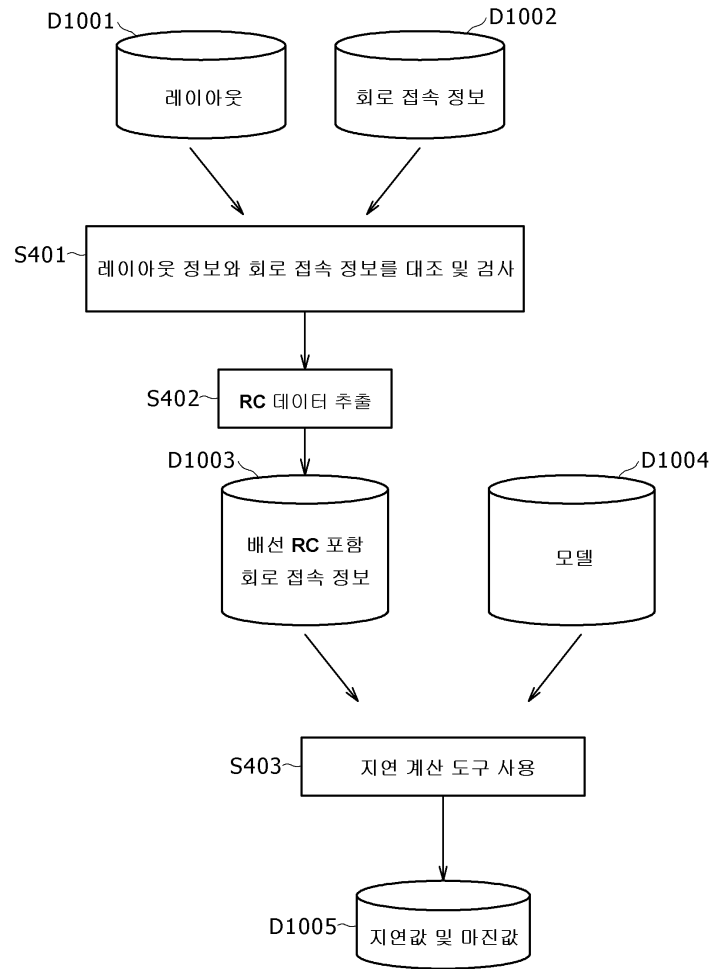 D1001
D1002
레이아웃
회로 접속 정보
S401
레이아웃 정보와 회로 접속 정보를 대조 및 검사
S402
RC 데이터 추출
D1003
D1004
배선 RC 포함
회로 접속 정보
모델
S403
지연 계산 도구 사용
D1005
지연값 및 마진값